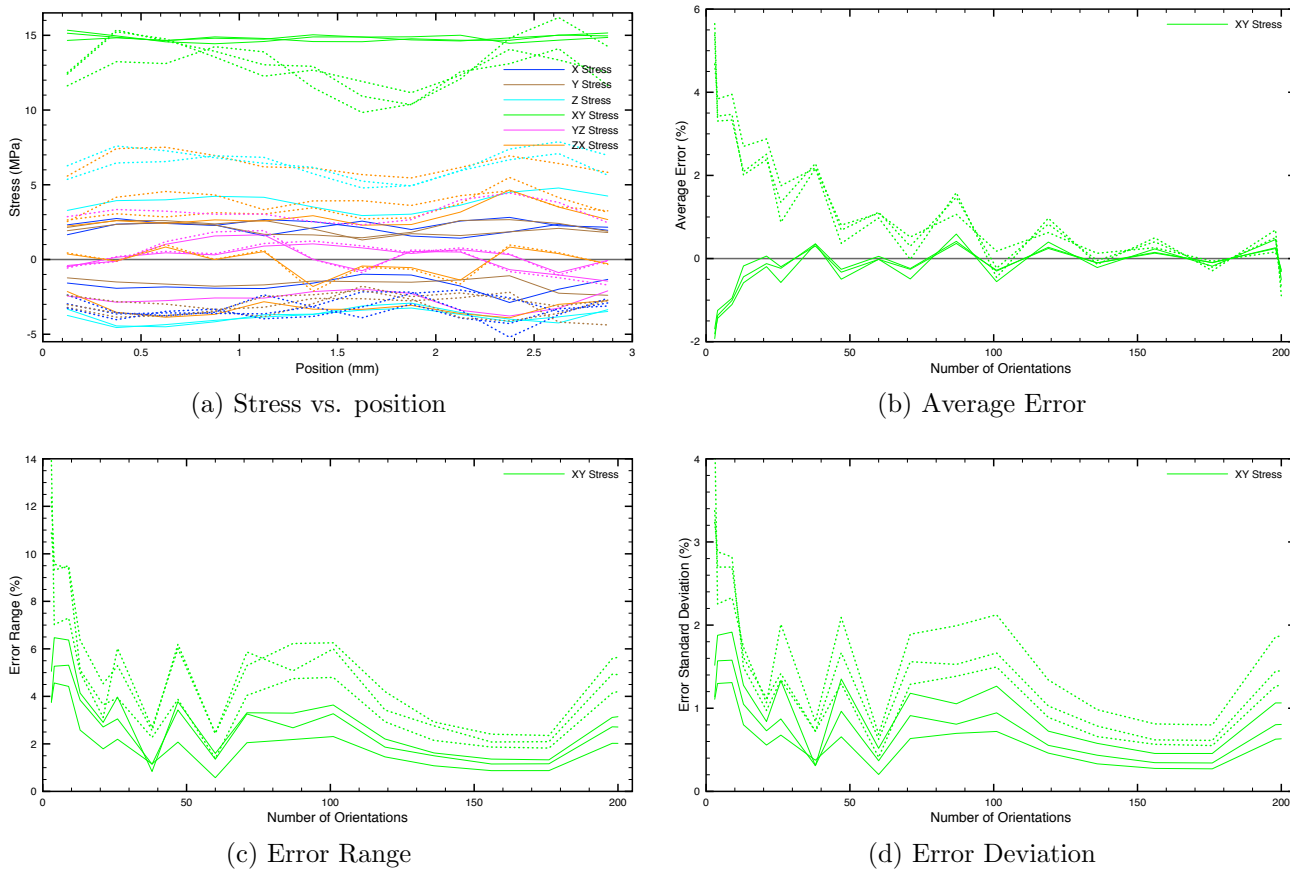 15
10
5
0
-5
0
0.5
1
1.5
2
2.5
3
Stress (MPa)
Position (mm)
X Stress
Y Stress
Z Stress
XY Stress
YZ Stress
ZX Stress
(a) Stress vs. position
6
4
2
0
-2
0
50
100
150
200
Average Error (%)
Number of Orientations
XY Stress
(b) Average Error
14
12
10
8
6
4
2
0
0
50
100
150
200
Error Range (%)
Number of Orientations
XY Stress
(c) Error Range
4
3
2
1
0
0
50
100
150
200
Error Standard Deviation (%)
Number of Orientations
XY Stress
(d) Error Deviation